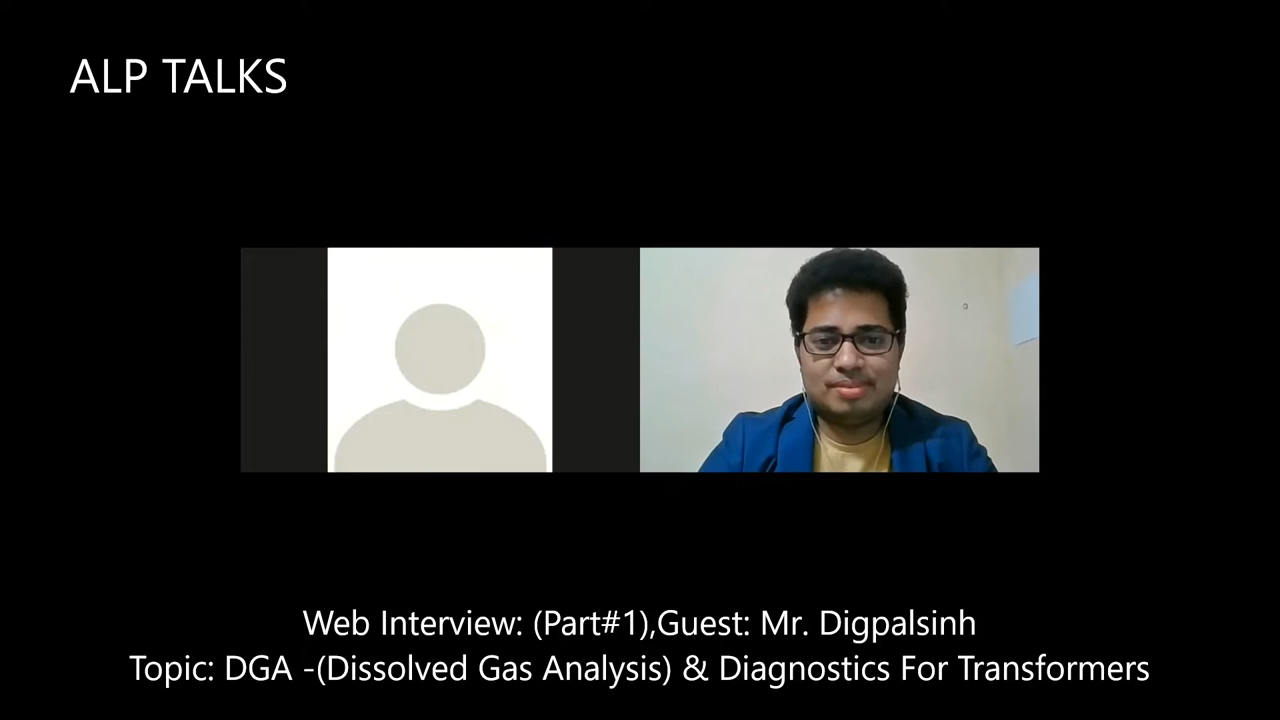 ALP TALKS
Web Interview: (Part#1),Guest: Mr. Digpalsinh
Topic: DGA -(Dissolved Gas Analysis) & Diagnostics For Transformers